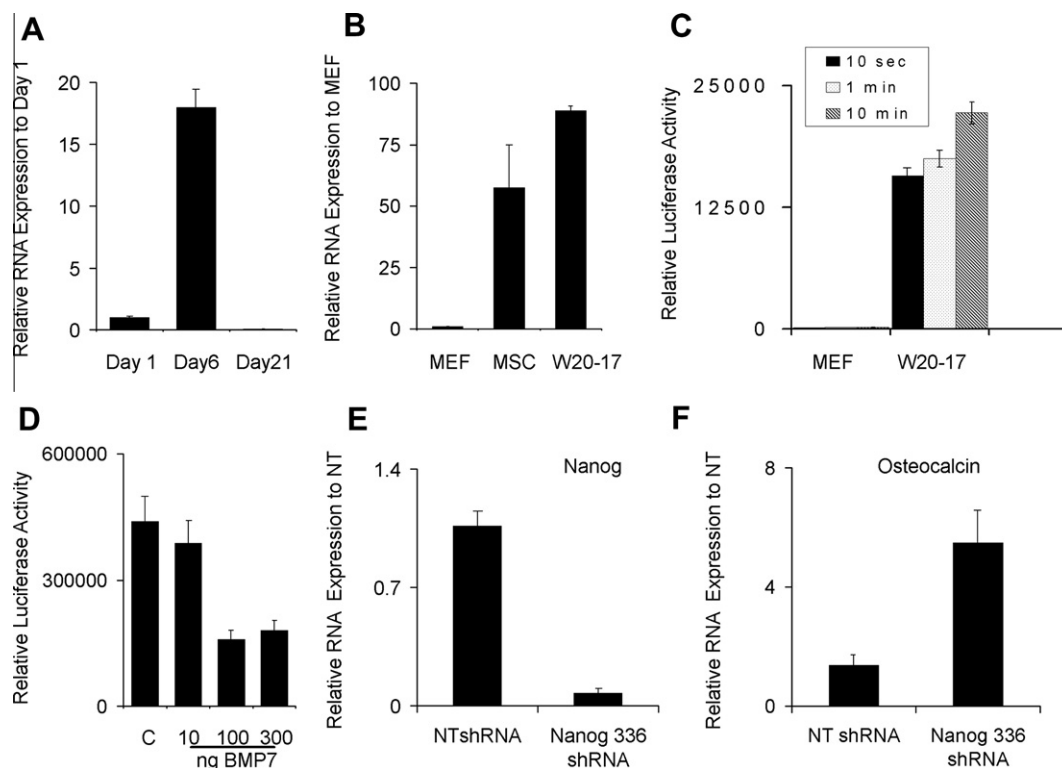 A
Relative RNA Expression to Day 1
20
15
10
5
0
Day 1 Day6 Day21
B
Relative RNA Expression to MEF
100
75
50
25
0
MEF MSC W20-17
C
10 sec
1 min
10 min
Relative Luciferase Activity
25000
12500
0
MEF W20-17
D
Relative Luciferase Activity
600000
300000
0
C 10 100 300
ng BMP7
E
Relative RNA Expression to NT
Nanog
1.4
0.7
0
NTshRNA Nanog 336
shRNA
F
Relative RNA Expression to NT
Osteocalcin
8
4
0
NT shRNA Nanog 336
shRNA